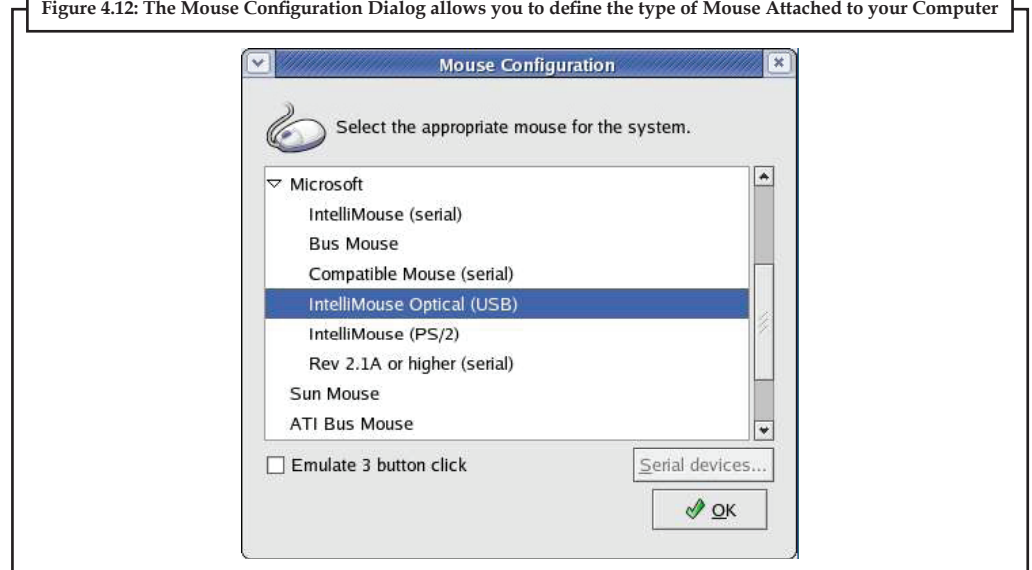 Figure 4.12: The Mouse Configuration Dialog allows you to define the type of Mouse Attached to your Computer
Mouse Configuration
Select the appropriate mouse for the system.
Microsoft
IntelliMouse (serial)
Bus Mouse
Compatible Mouse (serial)
IntelliMouse Optical (USB)
IntelliMouse (PS/2)
Rev 2.1A or higher (serial)
Sun Mouse
ATI Bus Mouse
Emulate 3 button click
Serial devices...
OK